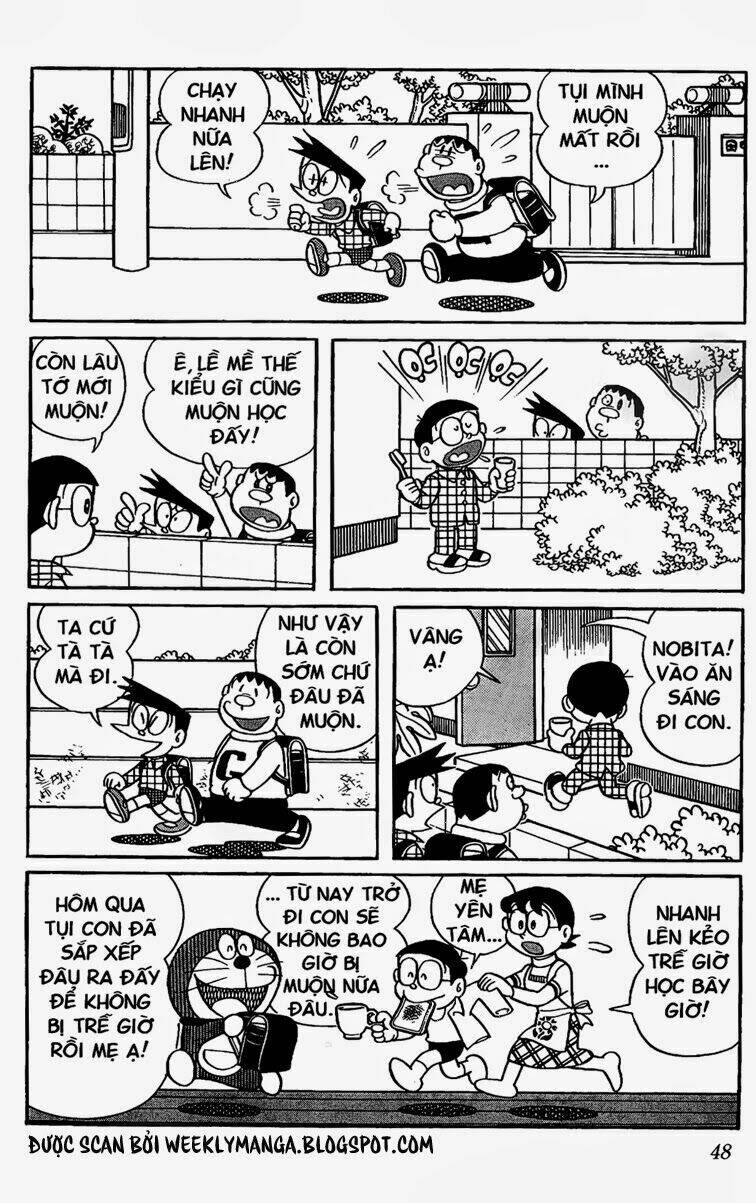 CHẠY
NHANH
NỮA
LÊN!
TỤI MÌNH
MUỘN
MẤT RỒI
...
CÒN LÂU
TỚ MỚI
MUỘN!
Ê, LỀ MỀ THẾ
KIỂU GÌ CŨNG
MUỘN HỌC
ĐẤY!
ỌC ỌC ỌC
TA CỨ
TÀ TÀ
MÀ ĐI.
NHƯ VẬY
LÀ CÒN
SỚM CHỨ
ĐÂU ĐÃ
MUỘN.
G
VÂNG
Ạ!
NOBITA!
VÀO ĂN
SÁNG
ĐI CON.
HÔM QUA
TỤI CON ĐÃ
SẮP XẾP
ĐÂU RA ĐẤY
ĐỂ KHÔNG
BỊ TRỄ GIỜ
RỒI MẸ Ạ!
... TỪ NAY TRỞ
ĐI CON SẼ
KHÔNG BAO
GIỜ BỊ
MUỘN NỮA
ĐÂU.
MẸ
YÊN
TÂM...
NHANH
LÊN KẺO
TRỄ GIỜ
HỌC BÂY
GIỜ!
ĐƯỢC SCAN BỞI WEEKLYMANGA.BLOGSPOT.COM
48